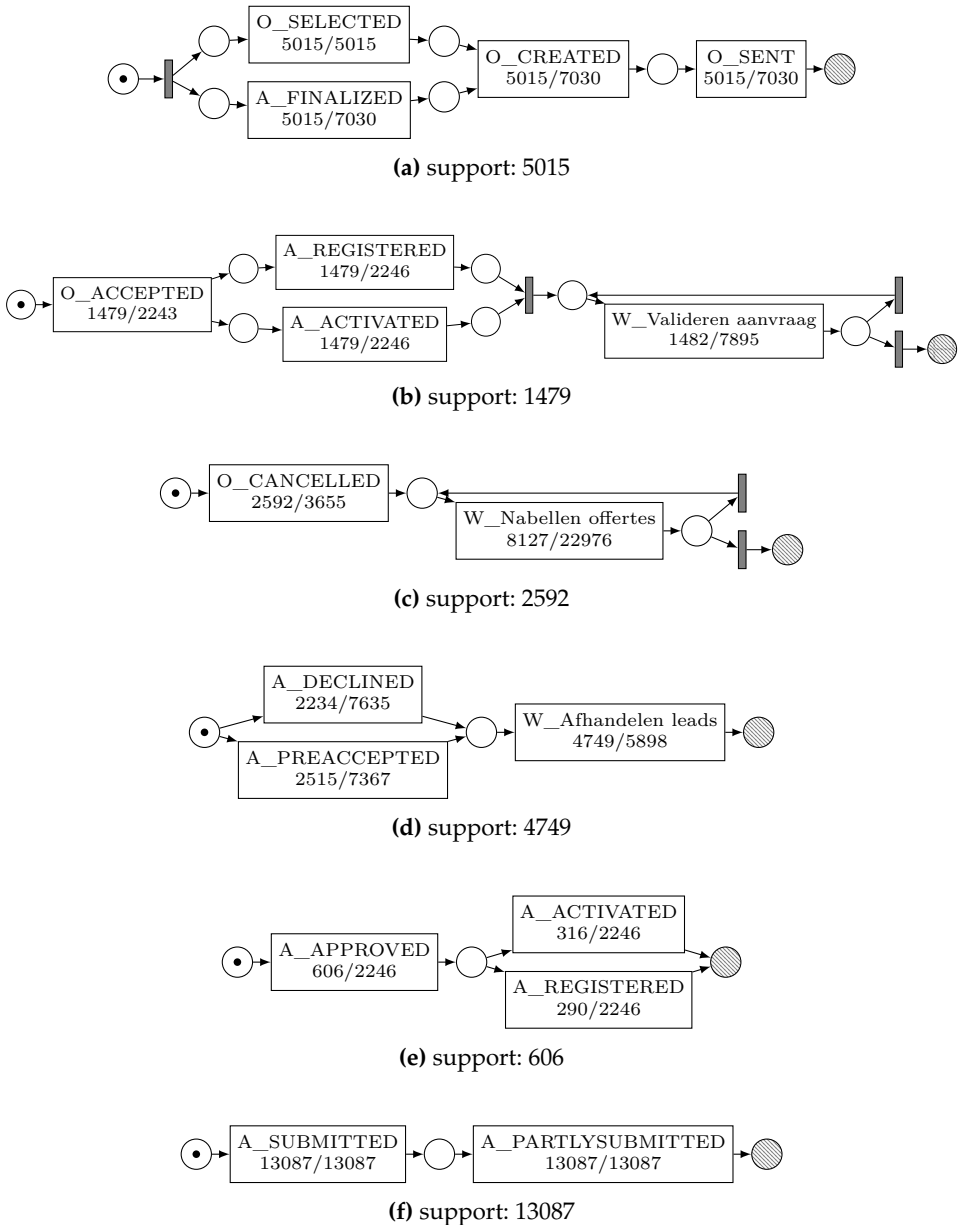 O_SELECTED
5015/5015
A_FINALIZED
5015/7030
O_CREATED
5015/7030
O_SENT
5015/7030
(a) support: 5015
O_ACCEPTED
1479/2243
A_REGISTERED
1479/2246
A_ACTIVATED
1479/2246
W_Valideren aanvraag
1482/7895
(b) support: 1479
O_CANCELLED
2592/3655
W_Nabellen offertes
8127/22976
(c) support: 2592
A_DECLINED
2234/7635
A_PREACCEPTED
2515/7367
W_Afhandelen leads
4749/5898
(d) support: 4749
A_APPROVED
606/2246
A_ACTIVATED
316/2246
A_REGISTERED
290/2246
(e) support: 606
A_SUBMITTED
13087/13087
A_PARTLYSUBMITTED
13087/13087
(f) support: 13087